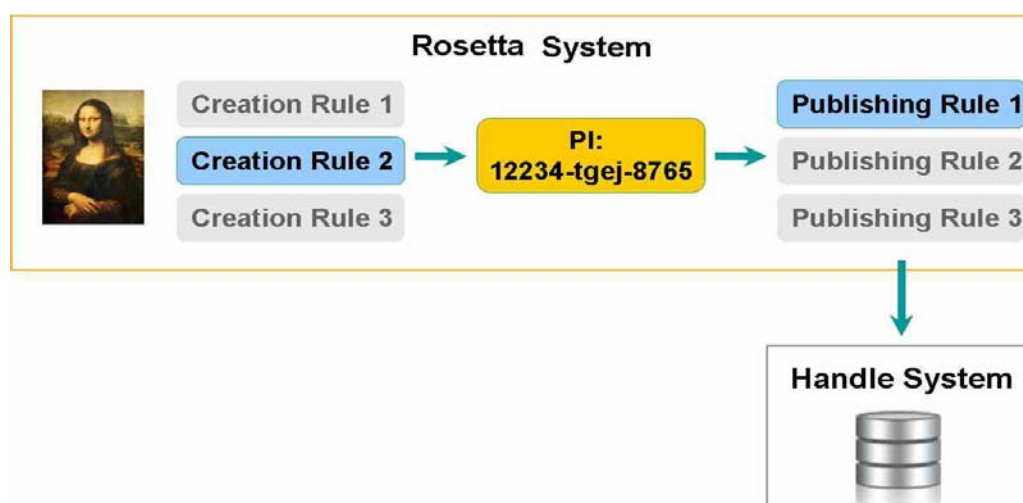 Rosetta System
Creation Rule 1
Creation Rule 2
Creation Rule 3
PI:
12234-tgej-8765
Publishing Rule 1
Publishing Rule 2
Publishing Rule 3
Handle System